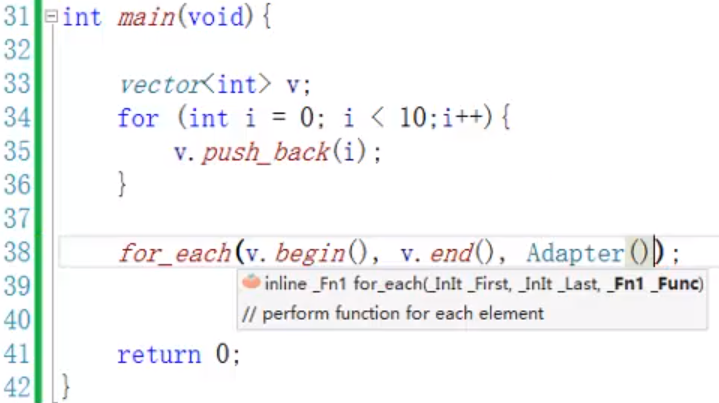 31 int main(void){
32
33 vector<int> v;
34 for (int i = 0; i < 10;i++){
35 v.push_back(i);
36 }
37
38 for_each(v.begin(), v.end(), Adapter());
39 inline _Fn1 for_each(_InIt _First, _InIt _Last, _Fn1 _Func)
40 // perform function for each element
41 return 0;
42 }